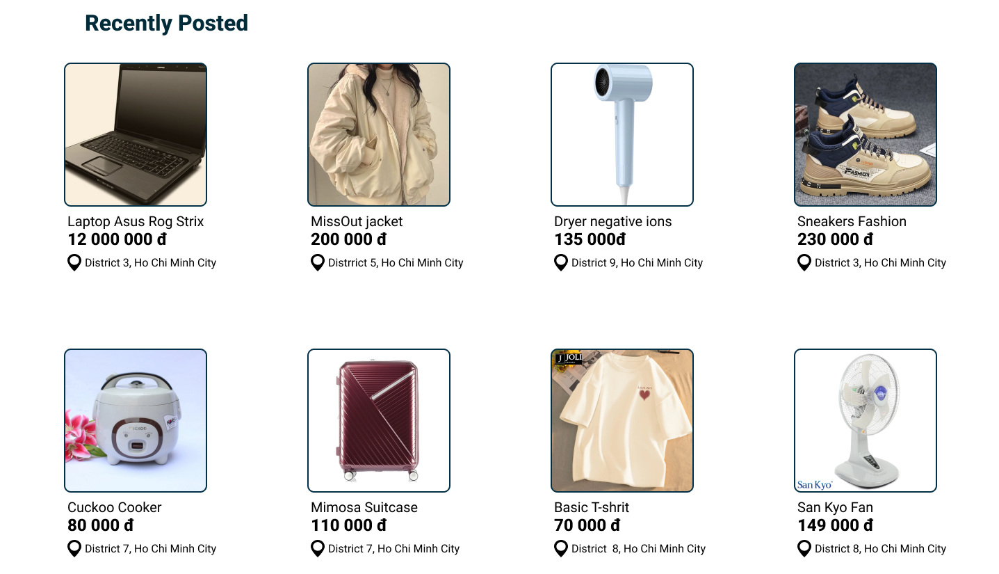 Recently Posted
Laptop Asus Rog Strix
12 000 000 đ
District 3, Ho Chi Minh City
MissOut jacket
200 000 đ
Distrrict 5, Ho Chi Minh City
Dryer negative ions
135 000đ
District 9, Ho Chi Minh City
FASHION
Sneakers Fashion
230 000 đ
District 3, Ho Chi Minh City
CUCKOO
Cuckoo Cooker
80 000 đ
District 7, Ho Chi Minh City
Mimosa Suitcase
110 000 đ
District 7, Ho Chi Minh City
J JOLI
Basic T-shrit
70 000 đ
District  8, Ho Chi Minh City
San Kyo
San Kyo Fan
149 000 đ
District 8, Ho Chi Minh City